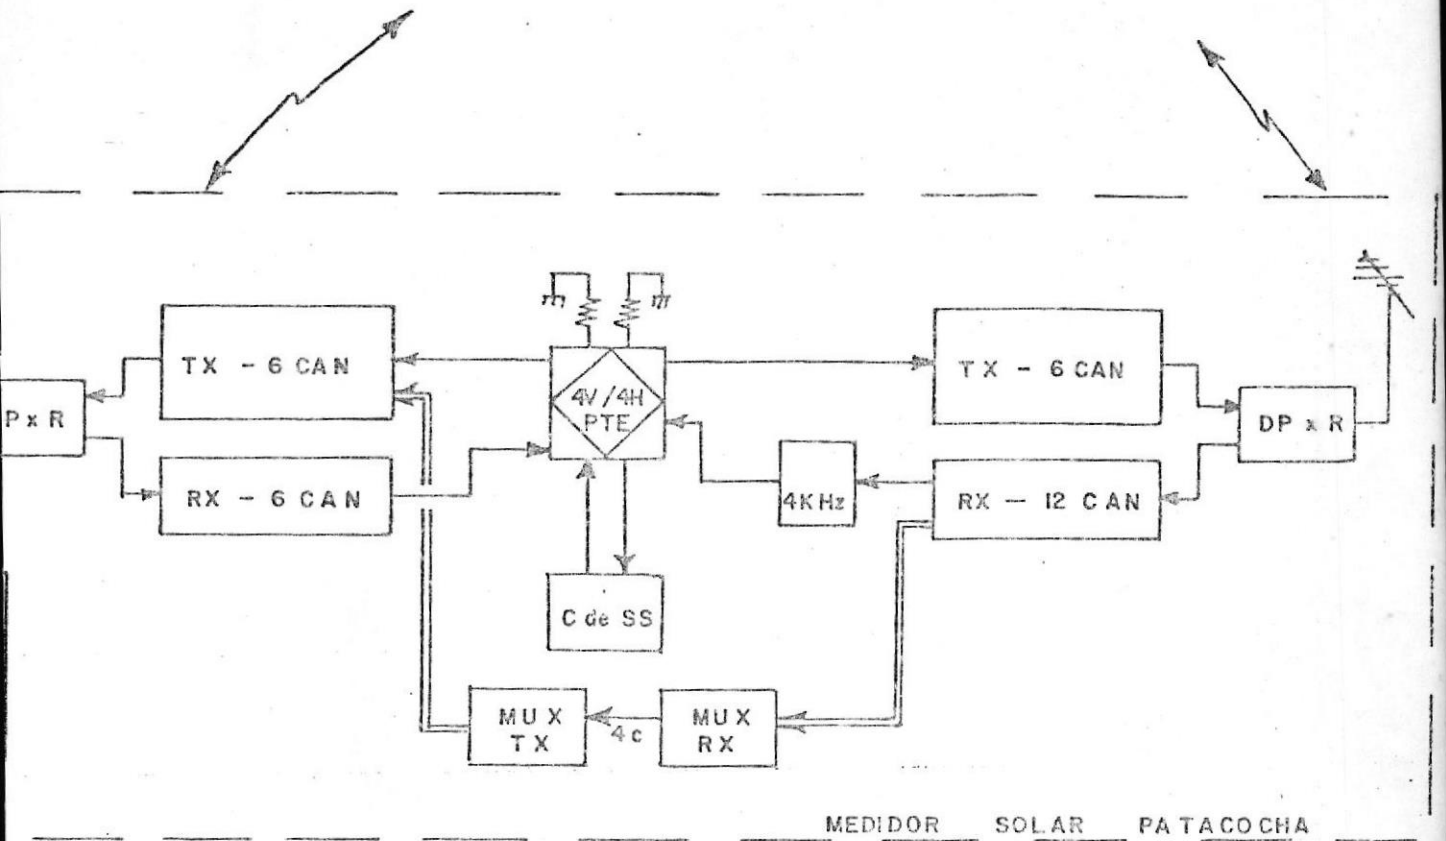 TX - 6 CAN
4V/4H
PTE
TX - 6 CAN
P x R
DP x R
RX - 6 CAN
4KHz
RX - 12 CAN
C de SS
MUX
TX
4c
MUX
RX
MEDIDOR SOLAR PATACOCHA